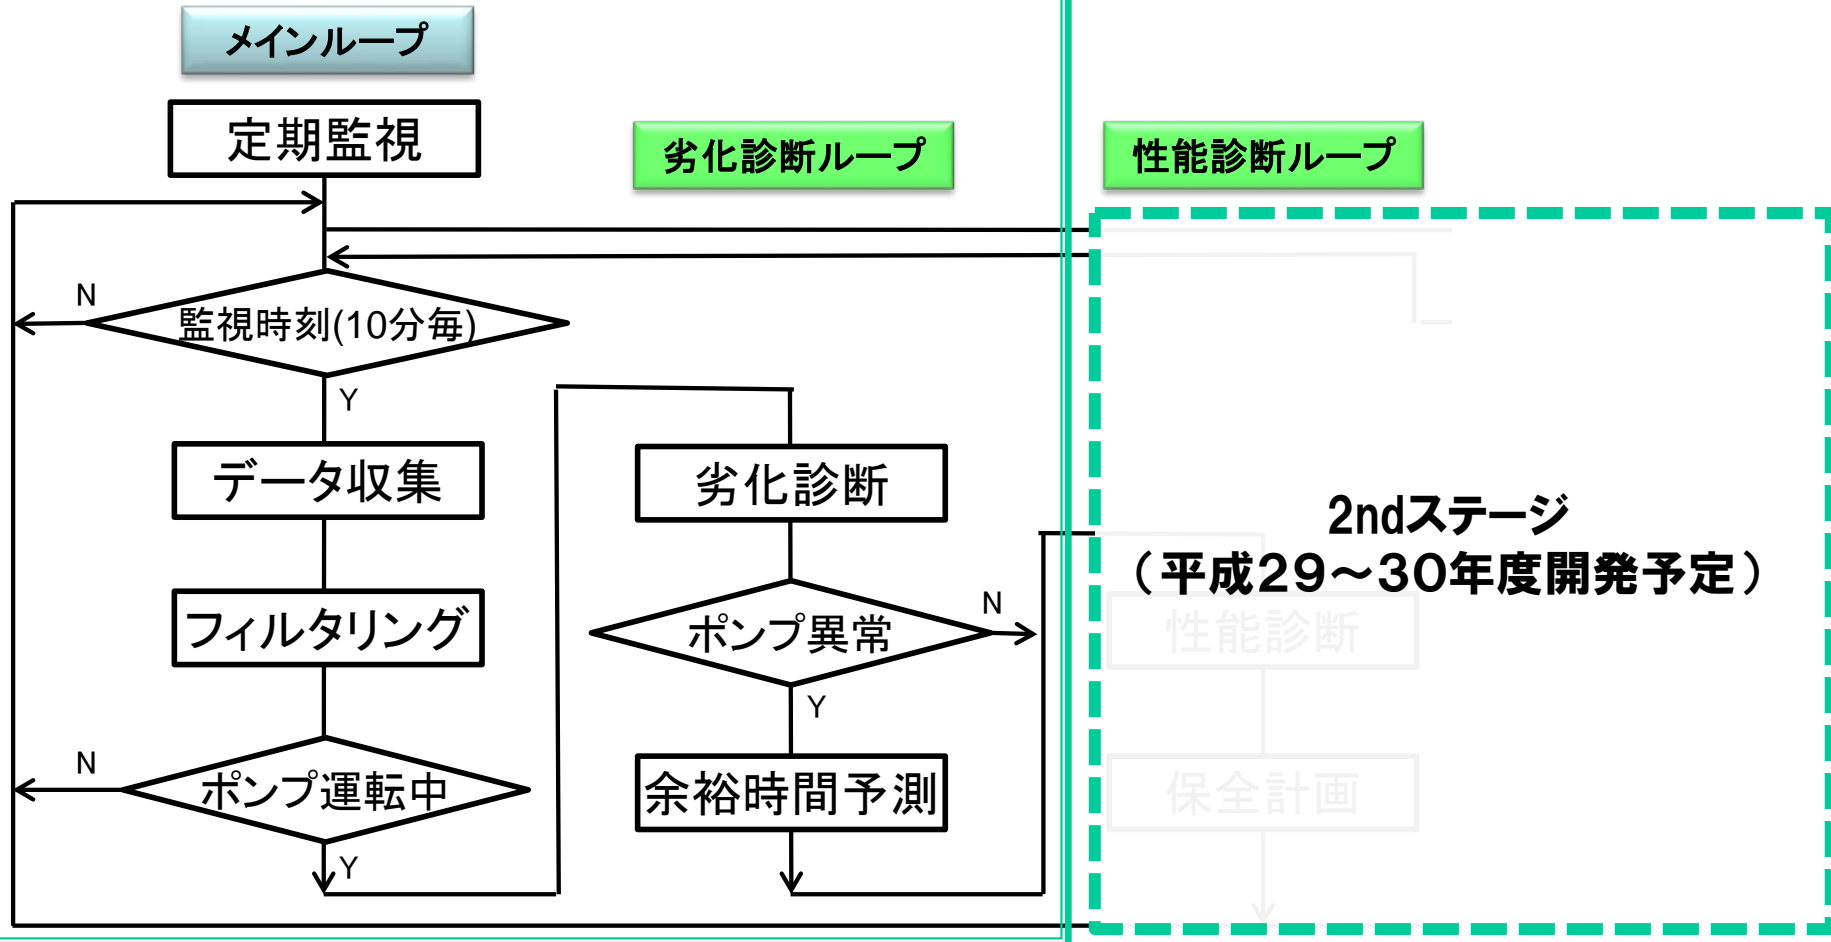 メインループ
定期監視
監視時刻(10分毎)
N
Y
データ収集
フィルタリング
ポンプ運転中
N
Y
劣化診断ループ
劣化診断
ポンプ異常
N
Y
余裕時間予測
性能診断ループ
2ndステージ
（平成29～30年度開発予定）
性能診断
保全計画